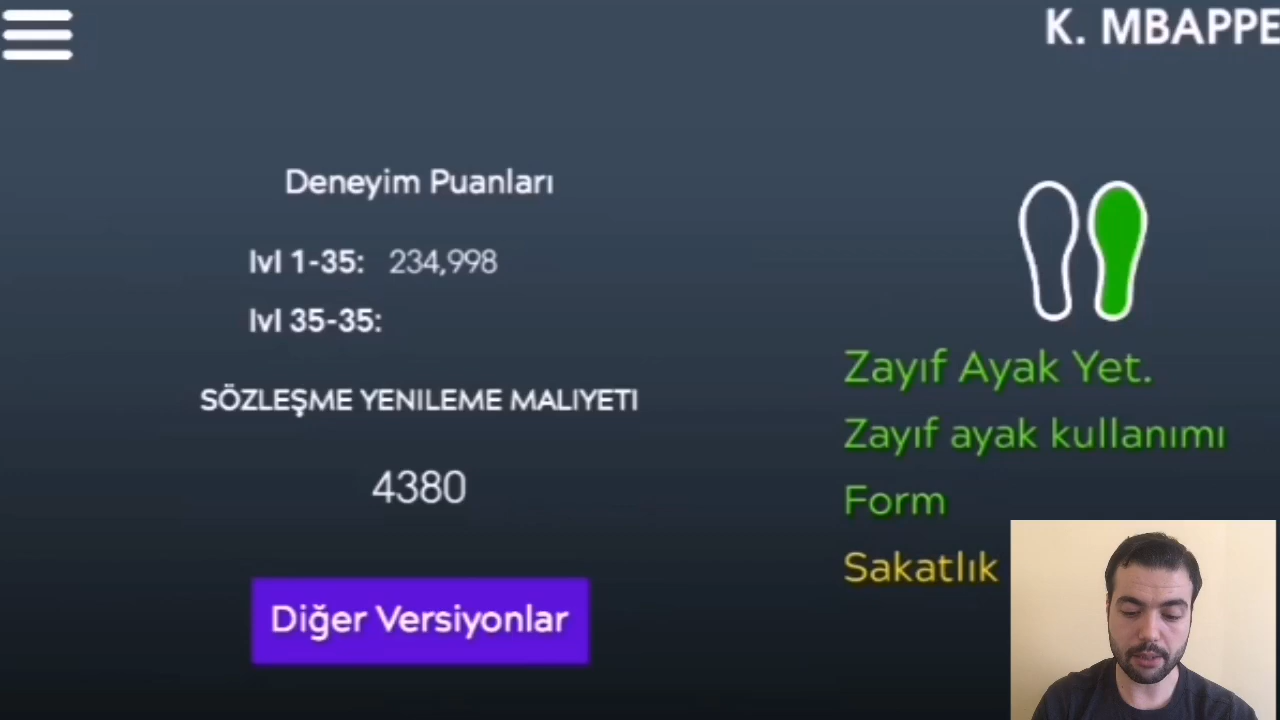 K. MBAPPE
Deneyim Puanları
lvl 1-35: 234,998
lvl 35-35:
SÖZLEŞME YENILEME MALIYETI
4380
Diğer Versiyonlar
Zayıf Ayak Yet.
Zayıf ayak kullanımı
Form
Sakatlık